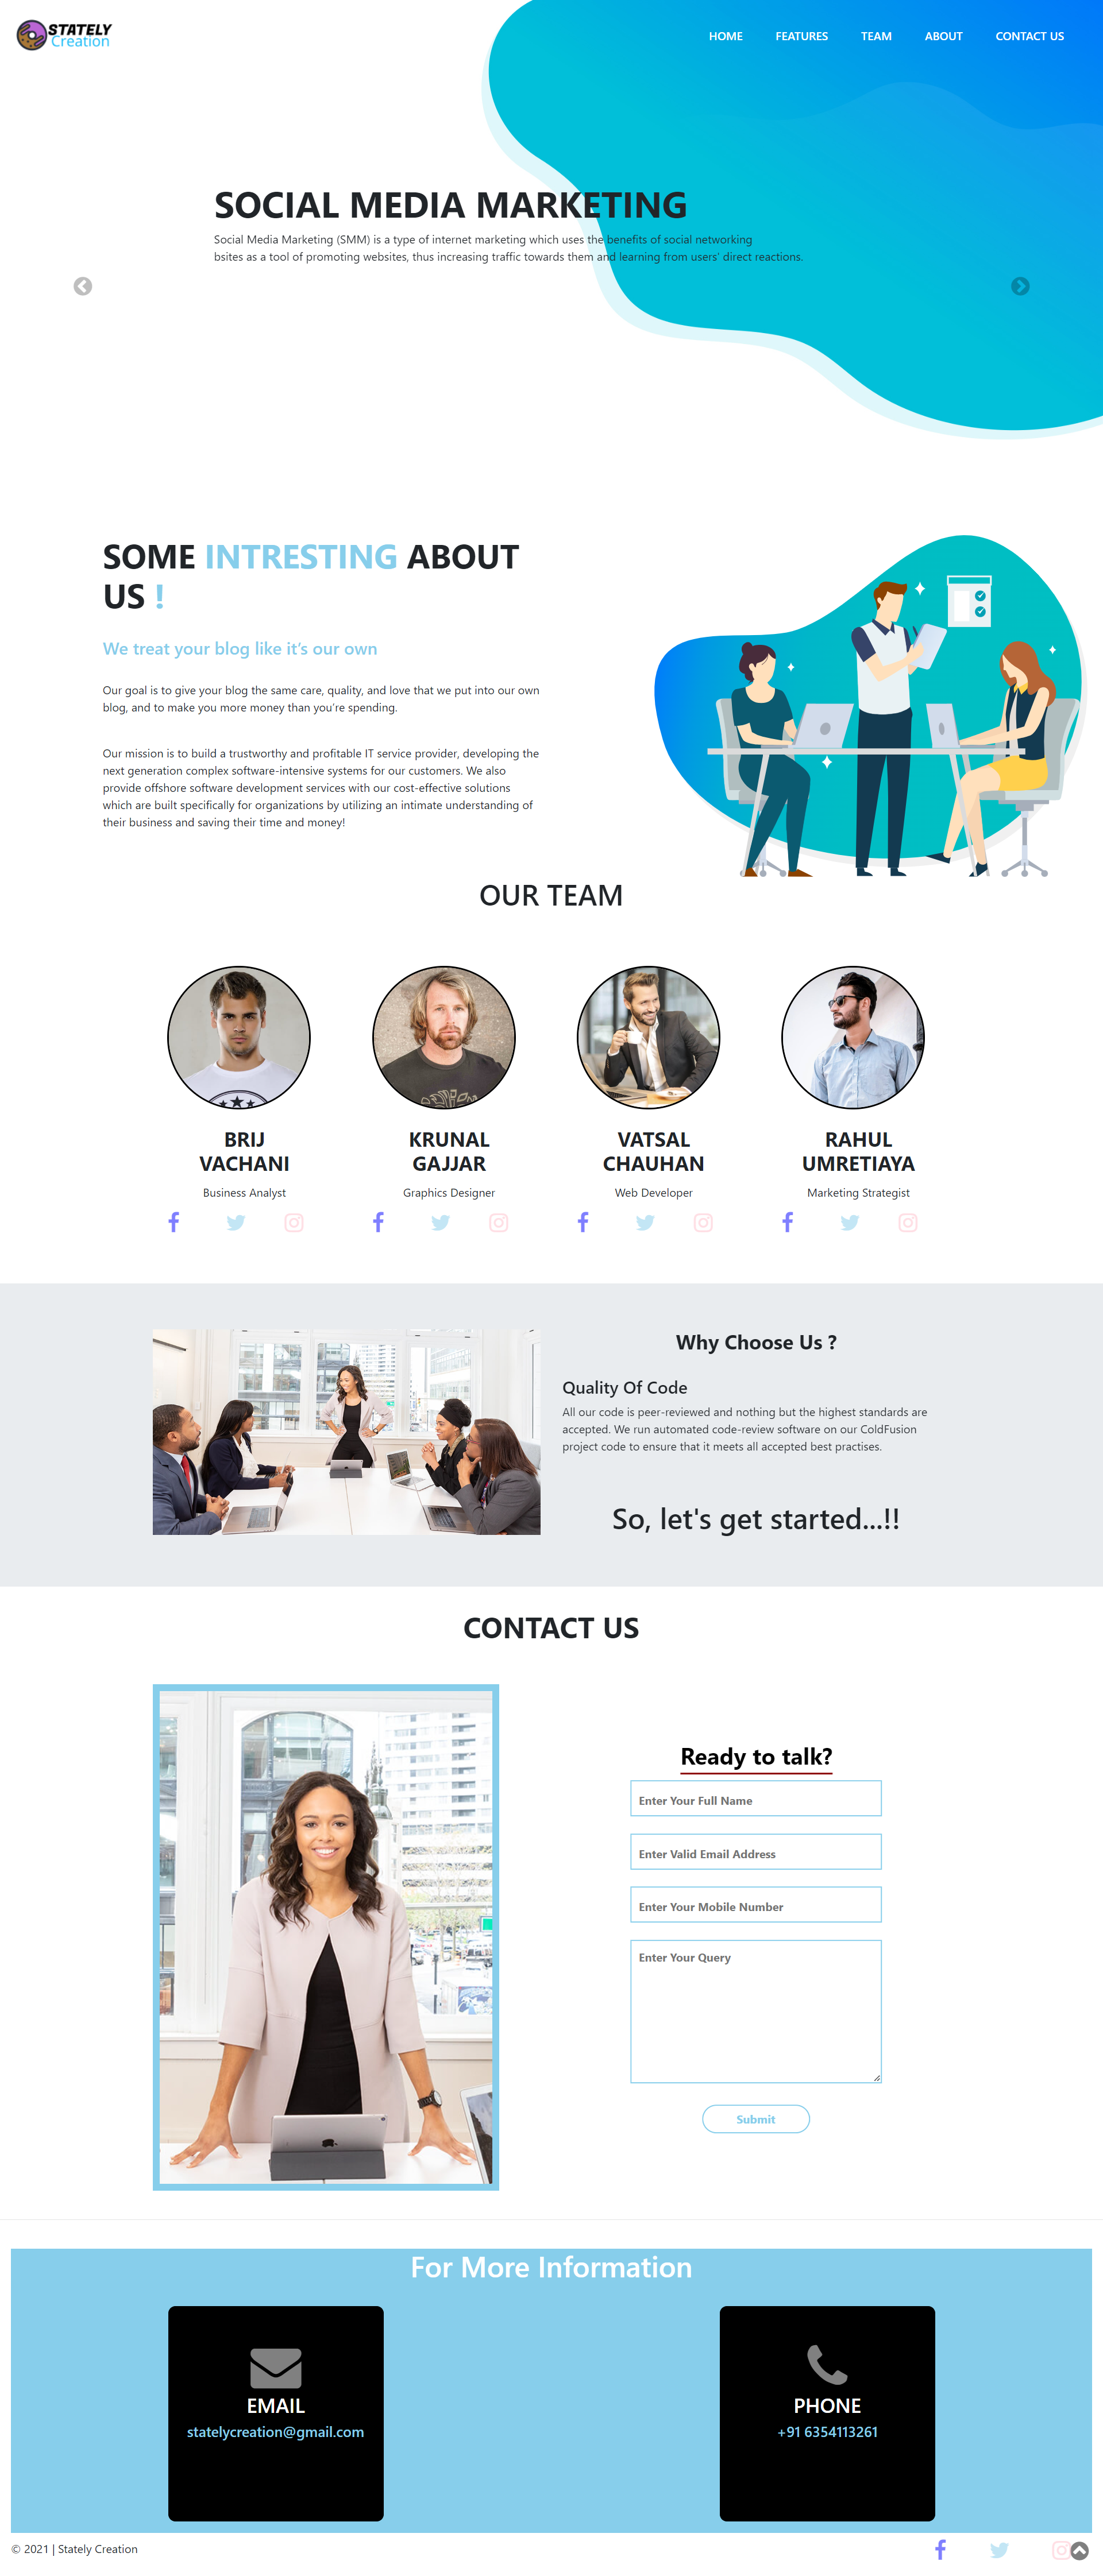 STATELY
Creation
HOME FEATURES TEAM ABOUT CONTACT US
SOCIAL MEDIA MARKETING
Social Media Marketing (SMM) is a type of internet marketing which uses the benefits of social networking
bsites as a tool of promoting websites, thus increasing traffic towards them and learning from users' direct reactions.
SOME INTRESTING ABOUT
US !
We treat your blog like it's our own
Our goal is to give your blog the same care, quality, and love that we put into our own
blog, and to make you more money than you're spending.
Our mission is to build a trustworthy and profitable IT service provider, developing the
next generation complex software-intensive systems for our customers. We also
provide offshore software development services with our cost-effective solutions
which are built specifically for organizations by utilizing an intimate understanding of
their business and saving their time and money!
OUR TEAM
BRIJ
VACHANI
Business Analyst
KRUNAL
GAJJAR
Graphics Designer
VATSAL
CHAUHAN
Web Developer
RAHUL
UMRETIAYA
Marketing Strategist
Why Choose Us ?
Quality Of Code
All our code is peer-reviewed and nothing but the highest standards are
accepted. We run automated code-review software on our ColdFusion
project code to ensure that it meets all accepted best practises.
So, let's get started...!!
CONTACT US
Ready to talk?
Enter Your Full Name
Enter Valid Email Address
Enter Your Mobile Number
Enter Your Query
Submit
For More Information
EMAIL
statelycreation@gmail.com
PHONE
+91 6354113261
© 2021 | Stately Creation